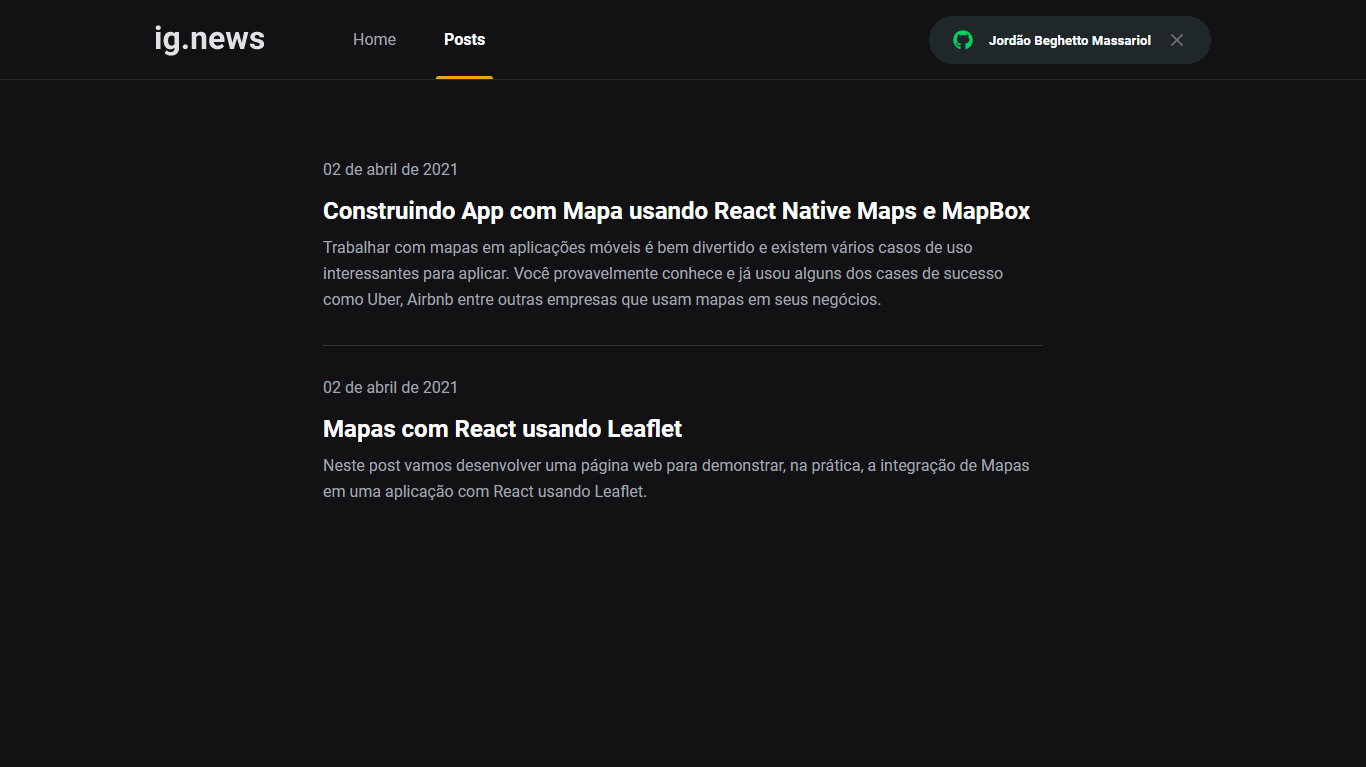 ig.news
Home
Posts
Jordão Beghetto Massariol
02 de abril de 2021
Construindo App com Mapa usando React Native Maps e MapBox
Trabalhar com mapas em aplicações móveis é bem divertido e existem vários casos de uso
interessantes para aplicar. Você provavelmente conhece e já usou alguns dos cases de sucesso
como Uber, Airbnb entre outras empresas que usam mapas em seus negócios.
02 de abril de 2021
Mapas com React usando Leaflet
Neste post vamos desenvolver uma página web para demonstrar, na prática, a integração de Mapas
em uma aplicação com React usando Leaflet.